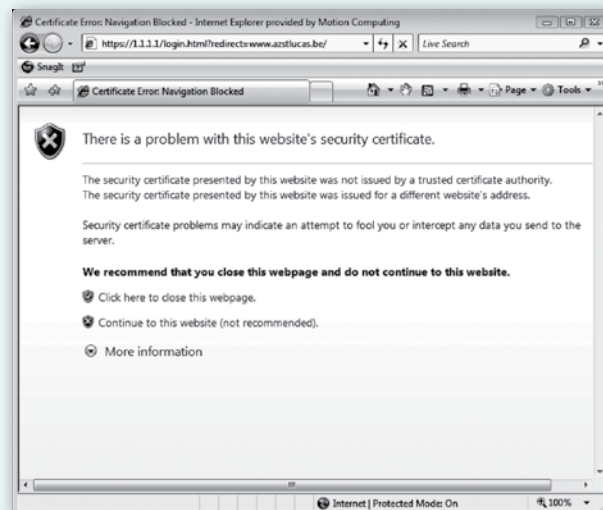 Certificate Error: Navigation Blocked - Internet Explorer provided by Motion Computing
https://1.1.1.1/login.html?redirect=www.azstlucas.be/
Live Search
SnagIt
Certificate Error: Navigation Blocked
Page
Tools
There is a problem with this website's security certificate.
The security certificate presented by this website was not issued by a trusted certificate authority.
The security certificate presented by this website was issued for a different website's address.
Security certificate problems may indicate an attempt to fool you or intercept any data you send to the
server.
We recommend that you close this webpage and do not continue to this website.
Click here to close this webpage.
Continue to this website (not recommended).
More information
Internet | Protected Mode: On
100%